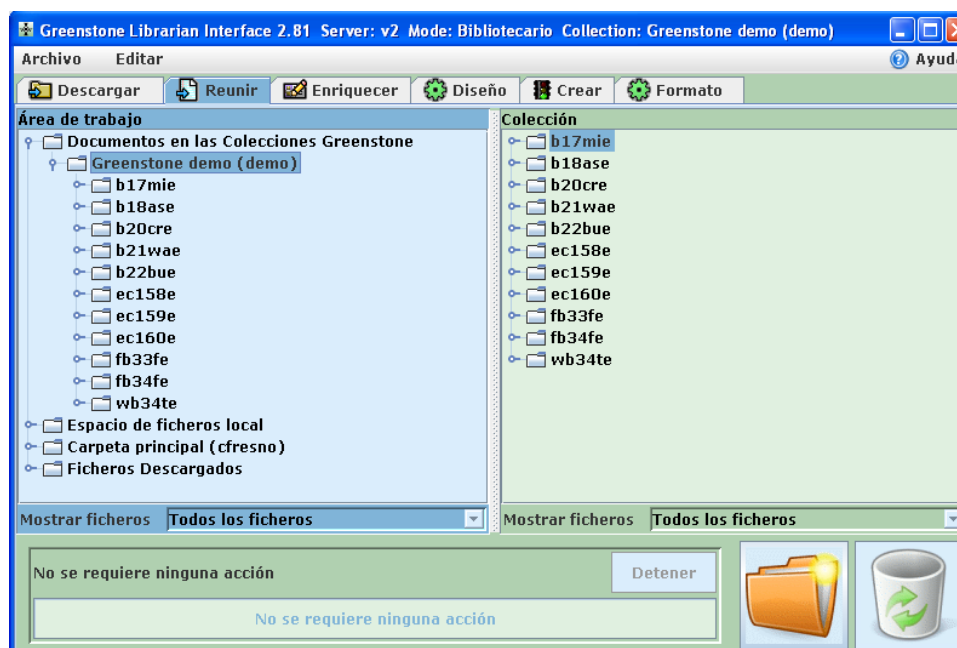 Greenstone Librarian Interface 2.81 Server: v2 Mode: Bibliotecario Collection: Greenstone demo (demo)
Archivo Editar Ayuda
Descargar Reunir Enriquecer Diseño Crear Formato
Área de trabajo
Documentos en las Colecciones Greenstone
Greenstone demo (demo)
b17mie
b18ase
b20cre
b21wae
b22bue
ec158e
ec159e
ec160e
fb33fe
fb34fe
wb34te
Espacio de ficheros local
Carpeta principal (cfresno)
Ficheros Descargados
Mostrar ficheros Todos los ficheros
Colección
b17mie
b18ase
b20cre
b21wae
b22bue
ec158e
ec159e
ec160e
fb33fe
fb34fe
wb34te
Mostrar ficheros Todos los ficheros
No se requiere ninguna acción Detener
No se requiere ninguna acción